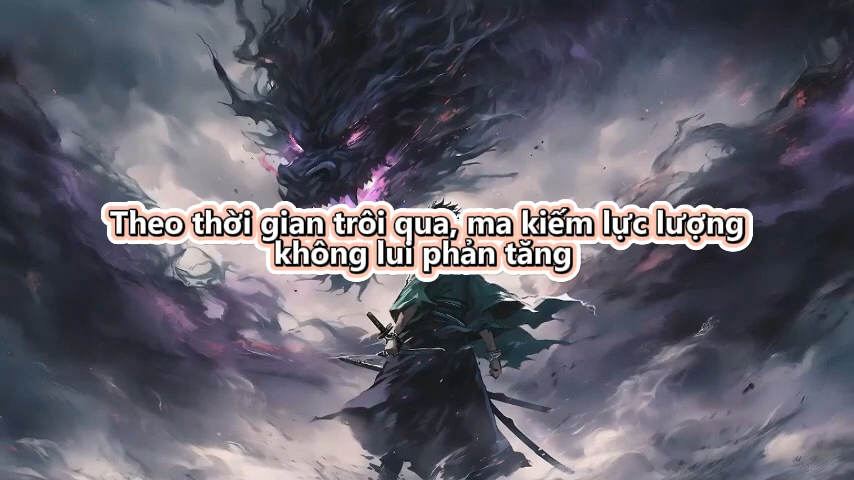 Theo thời gian trôi qua, ma kiếm lực lượng
không lui phản tăng